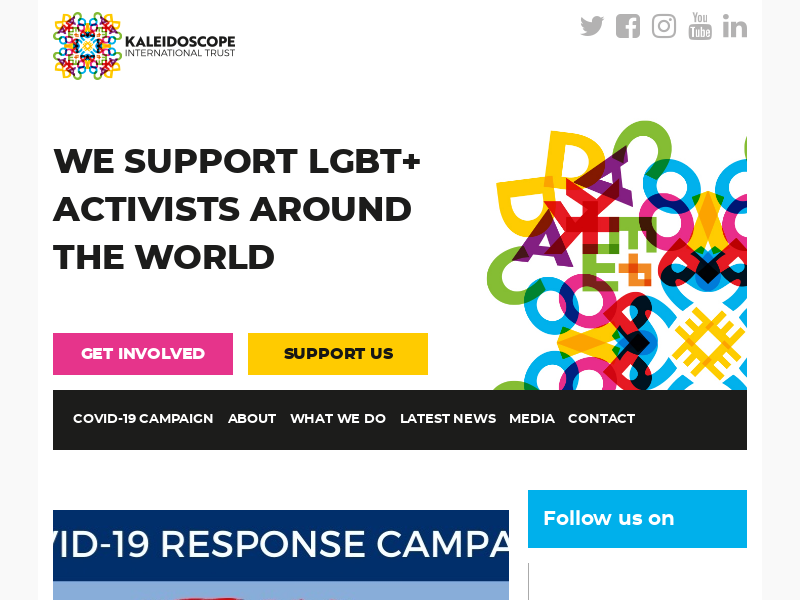 KALEIDOSCOPE
INTERNATIONAL TRUST
You
Tube
in
WE SUPPORT LGBT+
ACTIVISTS AROUND
THE WORLD
GET INVOLVED
SUPPORT US
COVID-19 CAMPAIGN ABOUT WHAT WE DO LATEST NEWS MEDIA CONTACT
Follow us on
VID-19 RESPONSE CAMPA